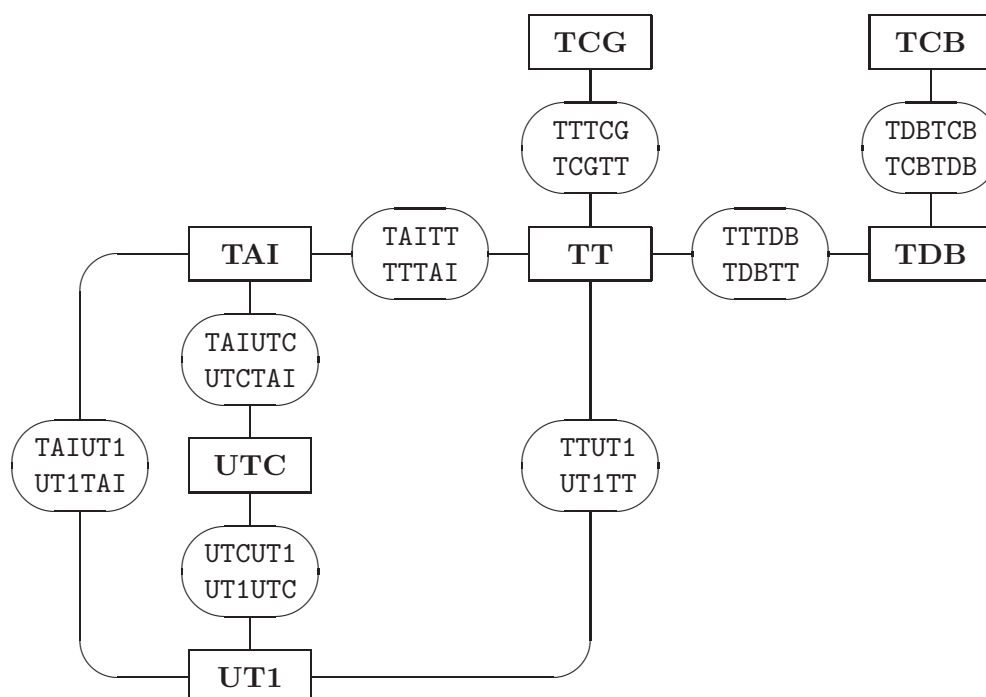 TCG
TCB
TTTCG
TCGTT
TDBTCB
TCBTDB
TAI
TAITT
TTTAI
TT
TTTDB
TDBTT
TDB
TAIUTC
UTCTAI
TAIUT1
UT1TAI
UTC
TTUT1
UT1TT
UTCUT1
UT1UTC
UT1